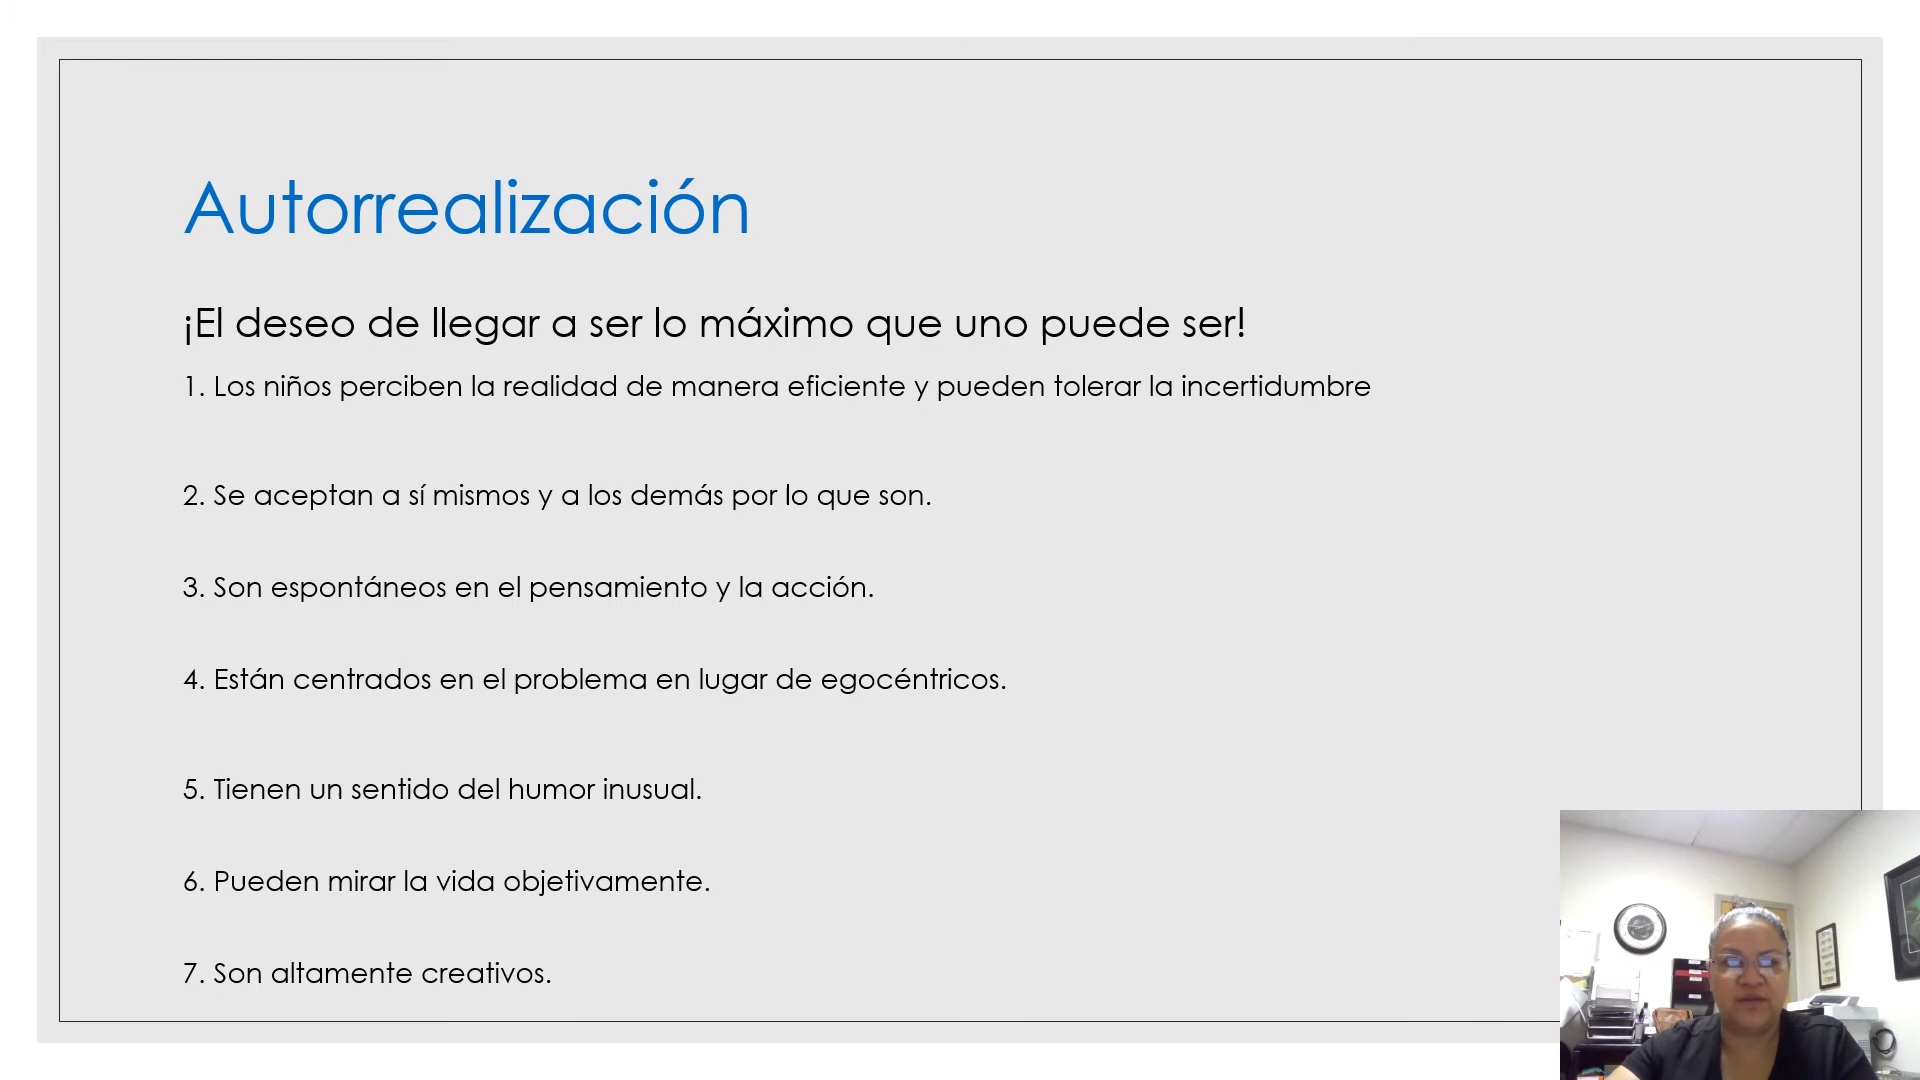 Autorrealización
¡El deseo de llegar a ser lo máximo que uno puede ser!
1. Los niños perciben la realidad de manera eficiente y pueden tolerar la incertidumbre
2. Se aceptan a sí mismos y a los demás por lo que son.
3. Son espontáneos en el pensamiento y la acción.
4. Están centrados en el problema en lugar de egocéntricos.
5. Tienen un sentido del humor inusual.
6. Pueden mirar la vida objetivamente.
7. Son altamente creativos.